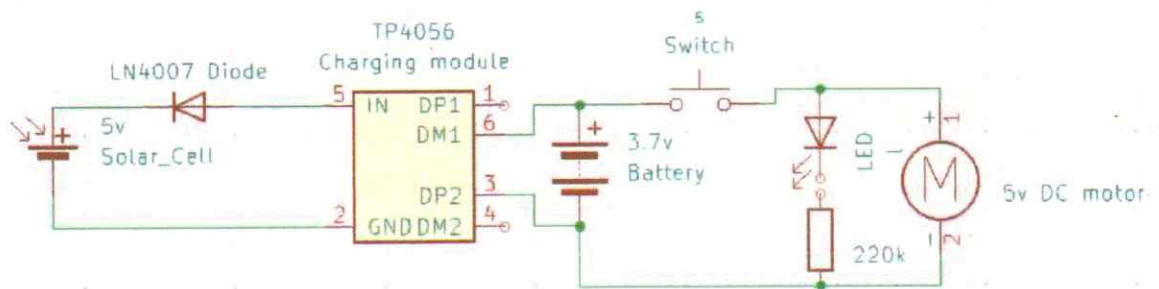 TP4056
Charging module
s
Switch
LN4007 Diode
5
IN
DP1
1
DM1
6
5v
Solar_Cell
+
+
3.7v
Battery
DP2
3
2
GND
DM2
4
LED
220k
+
1
M
-
2
5v DC motor